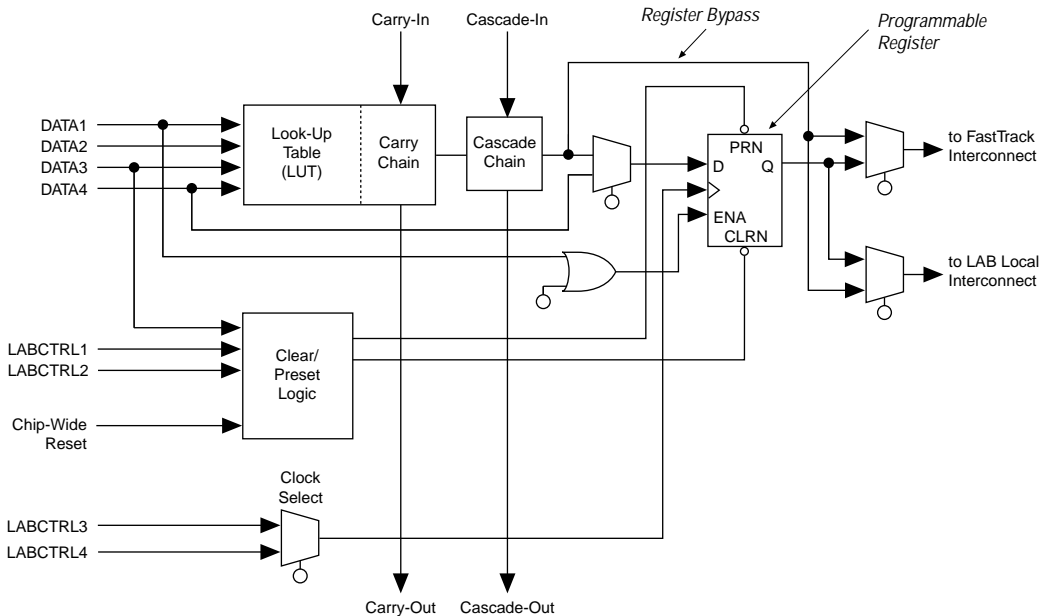 Carry-In
Cascade-In
Register Bypass
Programmable
Register
DATA1
DATA2
DATA3
DATA4
Look-Up
Table
(LUT)
Carry
Chain
Cascade
Chain
PRN
D
Q
ENA
CLRN
to FastTrack
Interconnect
to LAB Local
Interconnect
LABCTRL1
LABCTRL2
Clear/
Preset
Logic
Chip-Wide
Reset
Clock
Select
LABCTRL3
LABCTRL4
Carry-Out
Cascade-Out